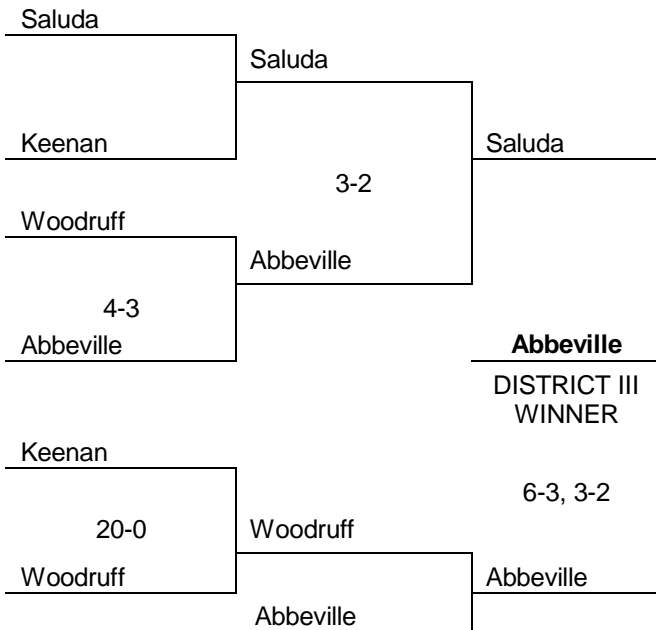 Saluda
Saluda
Keenan
Saluda
3-2
Woodruff
Abbeville
4-3
Abbeville
Abbeville
DISTRICT III
WINNER
Keenan
6-3, 3-2
20-0
Woodruff
Woodruff
Abbeville
Abbeville